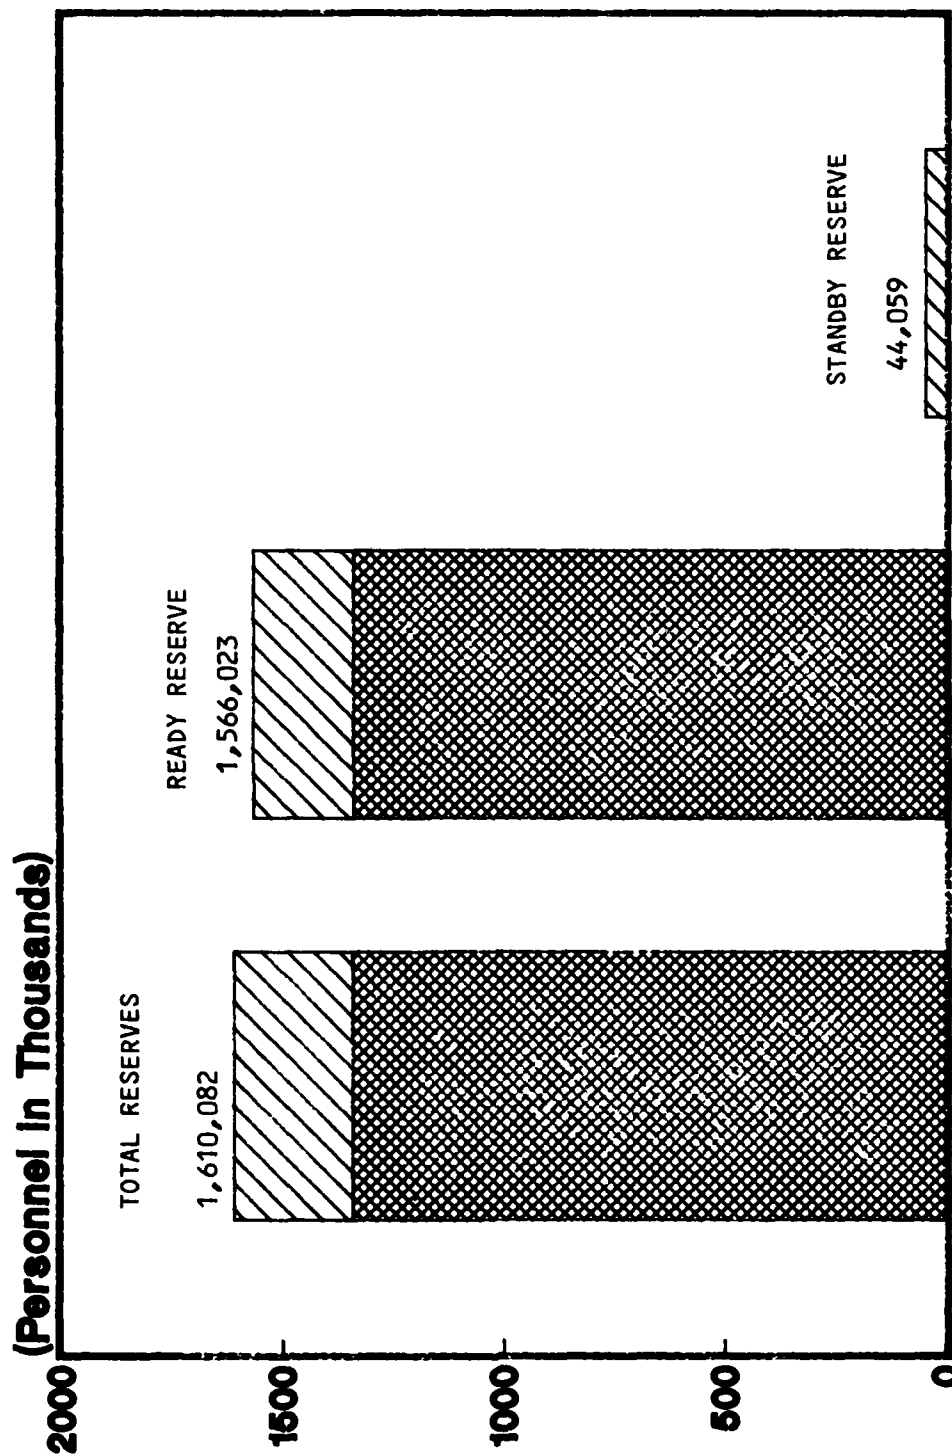 (Personnel in Thousands)
2000
1500
1000
500
0
TOTAL RESERVES
1,610,082
READY RESERVE
1,566,023
STANDBY RESERVE
44,059